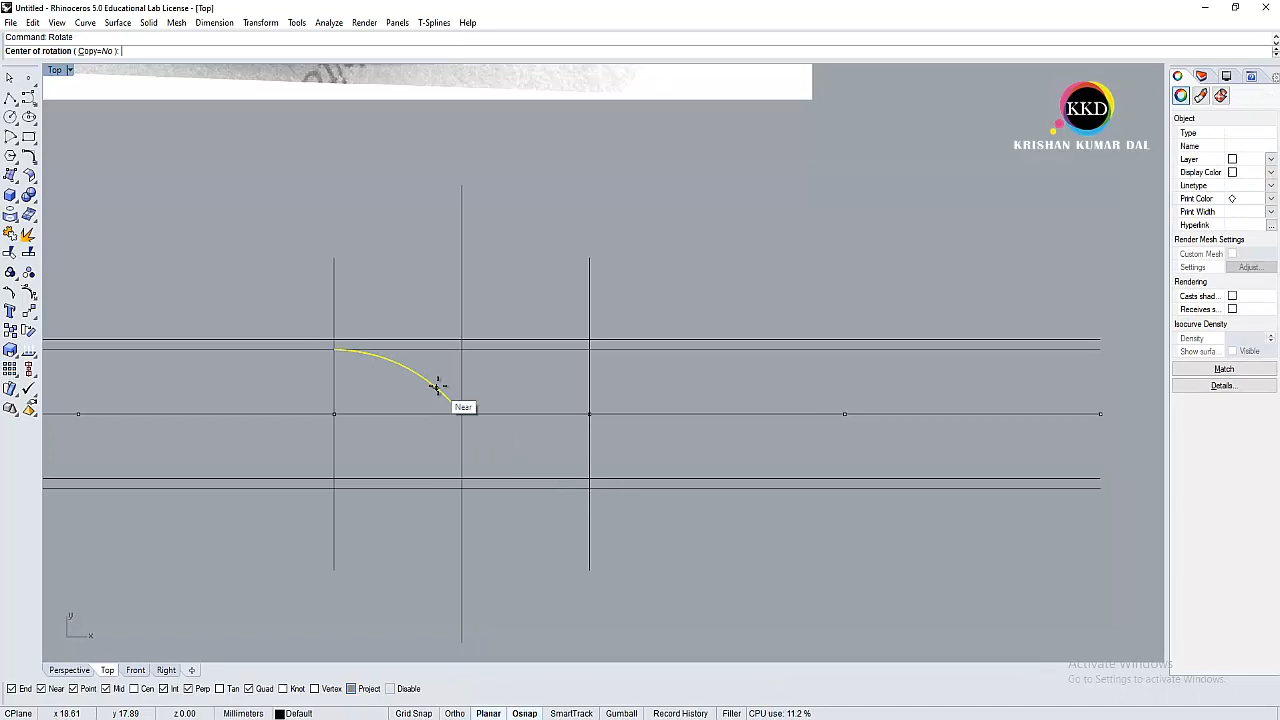 Untitled - Rhinoceros 5.0 Educational Lab License - [Top]
File Edit View Curve Surface Solid Mesh Dimension Transform Tools Analyze Render Panels T-Splines Help
Command: Rotate
Center of rotation ( Copy=No ):
Top
KKD
KRISHAN KUMAR DAL
Object
Type
Name
Layer
Display Color
Linetype
Print Color
Print Width
Hyperlink
...
Render Mesh Settings
Custom Mesh
Settings Adjust...
Rendering
Casts shad...
Receives s...
Isocurve Density
Density
Show surfa... Visible
Match
Details...
Near
y
x
Perspective Top Front Right
Activate Windows
Go to Settings to activate Windows.
End Near Point Mid Cen Int Perp Tan Quad Knot Vertex Project Disable
CPlane x 18.61 y 17.89 z 0.00 Millimeters Default Grid Snap Ortho Planar Osnap SmartTrack Gumball Record History Filter CPU use: 11.2 %